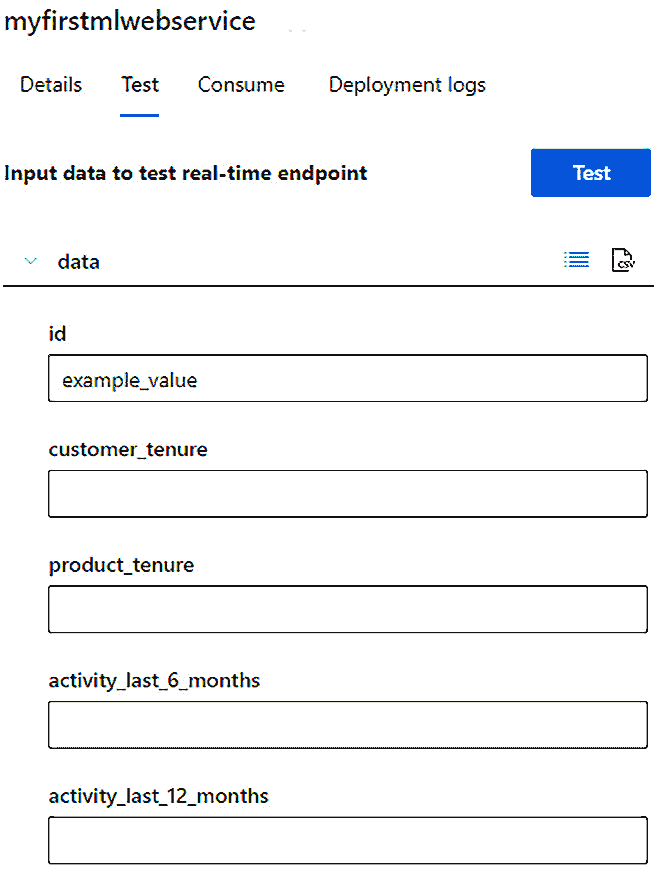 myfirstmlwebservice
Details Test Consume Deployment logs
Input data to test real-time endpoint Test
data CSV
id
example_value
customer_tenure
product_tenure
activity_last_6_months
activity_last_12_months